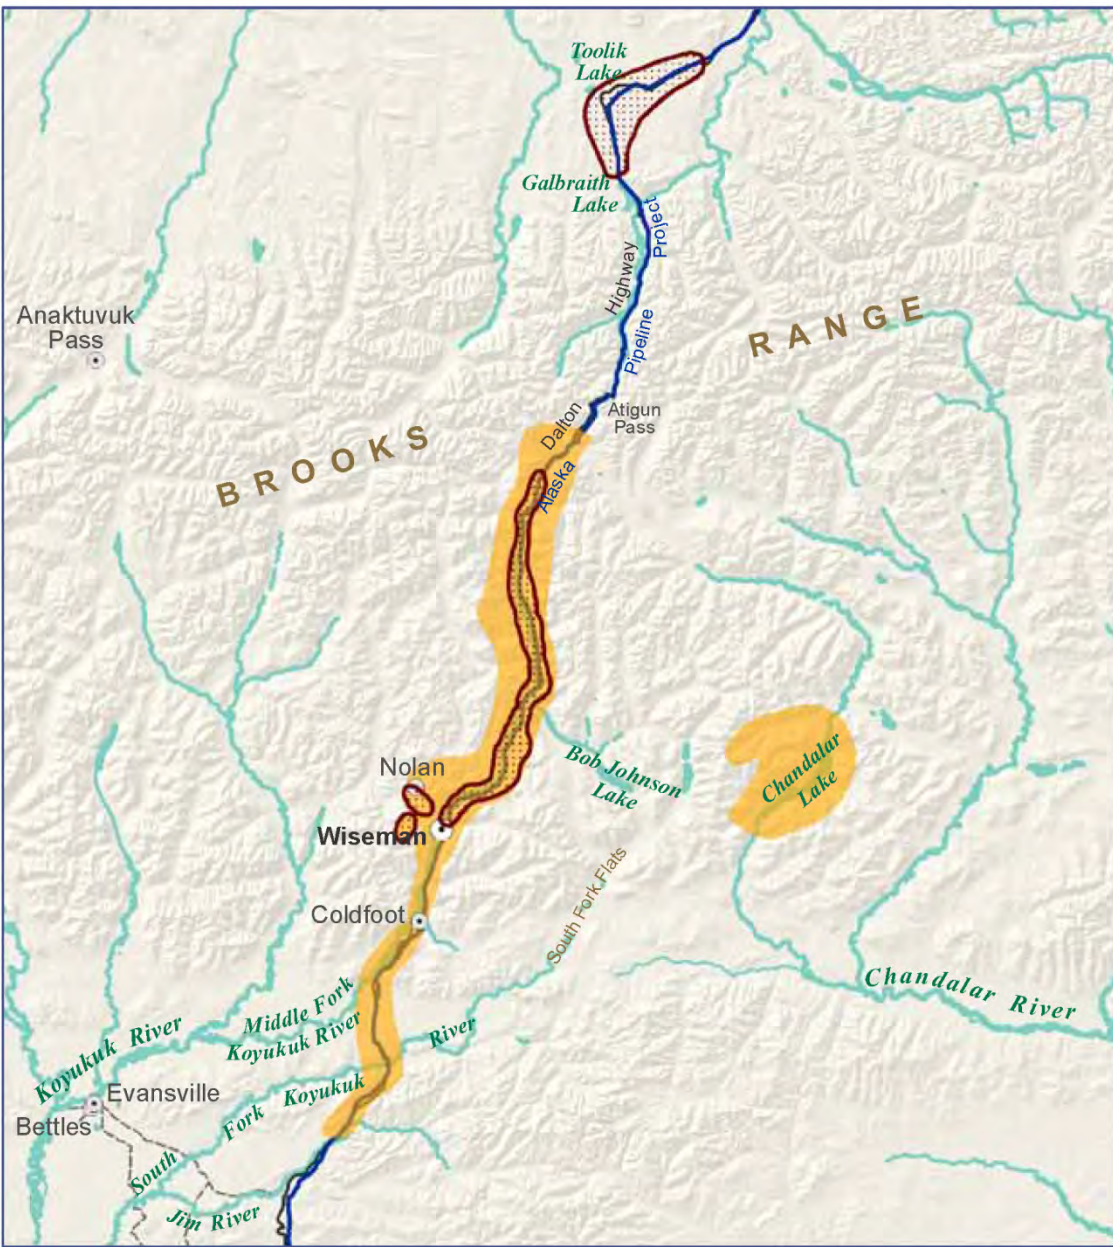 Toolik
Lake
Galbraith
Lake
Project
Highway
Pipeline
Anaktuvuk
Pass
RANGE
BROOKS
Dalton
Atigun
Pass
Alaska
Nolan
Wiseman
Bob Johnson
Lake
Chandalar
Lake
South Fork Flats
Coldfoot
Middle Fork
Koyukuk River
Koyukuk River
River
Chandalar River
Evansville
Bettles
Fork Koyukuk
South
Jim River